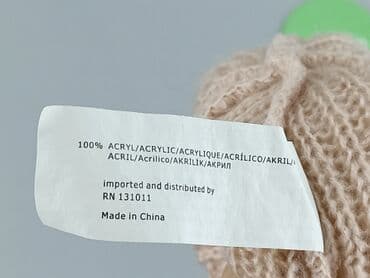 100% ACRYL/ACRYLIC/ACRYLIQUE/ACRÍLICO/AKRIL/
ACRIL/Acrilico/AKRILIK/АКРИЛ
imported and distributed by
RN 131011
Made in China